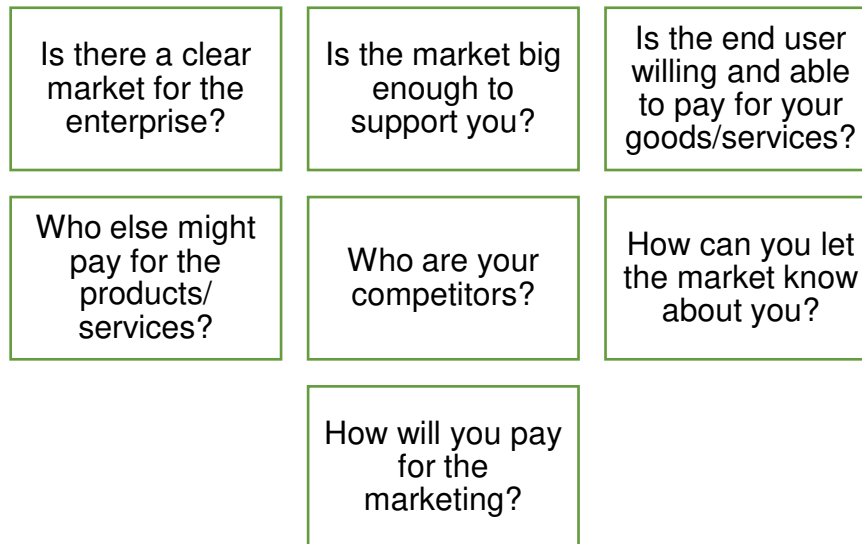 Is there a clear
market for the
enterprise?
Is the market big
enough to
support you?
Is the end user
willing and able
to pay for your
goods/services?
Who else might
pay for the
products/
services?
Who are your
competitors?
How can you let
the market know
about you?
How will you pay
for the
marketing?